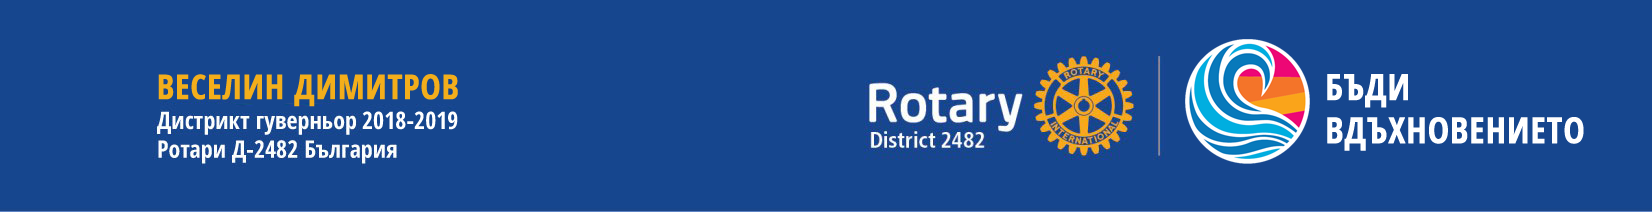 ВЕСЕЛИН ДИМИТРОВ
Дистрикт гуверньор 2018-2019
Ротари Д-2482 България
Rotary
District 2482
ROTARY
INTERNATIONAL
БЪДИ
ВДЪХНОВЕНИЕТО